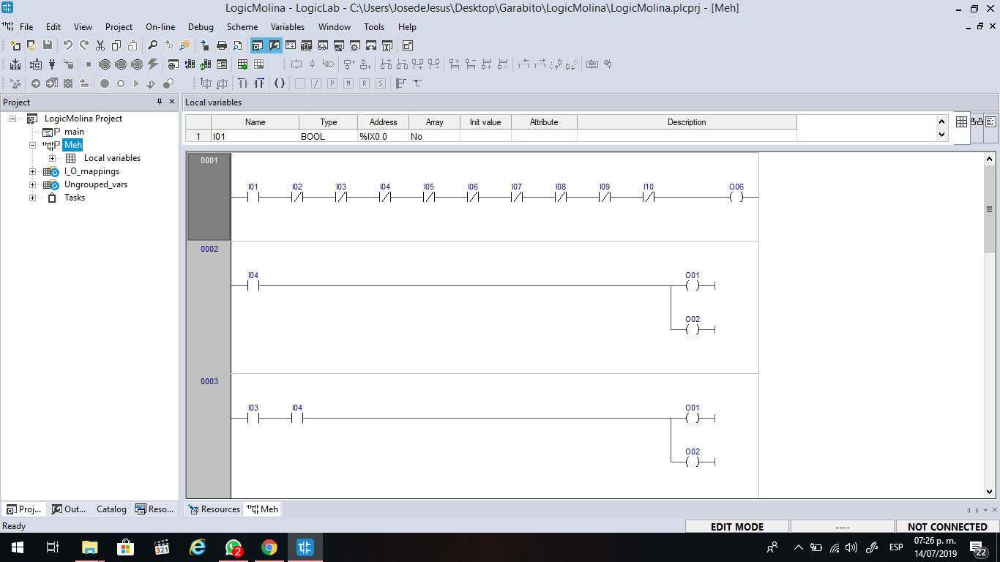 LogicMolina - LogicLab - C:\Users\JosedeJesus\Desktop\Garabito\LogicMolina\LogicMolina.plcprj - [Meh]
File Edit View Project On-line Debug Scheme Variables Window Tools Help
P N R S
Project
LogicMolina Project
P main
P Meh
Local variables
I_O_mappings
Ungrouped_vars
Tasks
Local variables
Name Type Address Array Init value Attribute Description
1 I01 BOOL %IX0.0 No ..
0001
I01 I02 I03 I04 I05 I06 I07 I08 I09 I10 O06
0002
I04 O01
O02
0003
I03 I04 O01
O02
Proj... Out... Catalog Reso...
Resources Meh
Ready
EDIT MODE ---- NOT CONNECTED
321
2
ESP
07:26 p. m.
14/07/2019
22